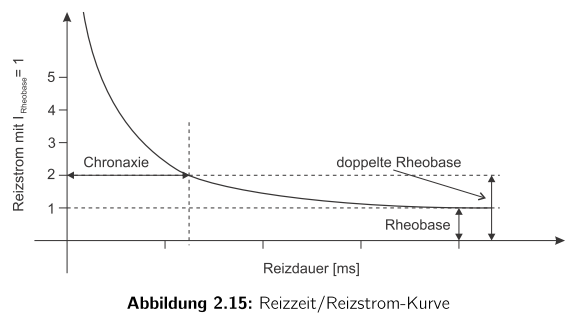 Reizstrom mit I Rheobase = 1
5
4
3
2
1
Chronaxie
doppelte Rheobase
Rheobase
Reizdauer [ms]
Abbildung 2.15: Reizzeit/Reizstrom-Kurve